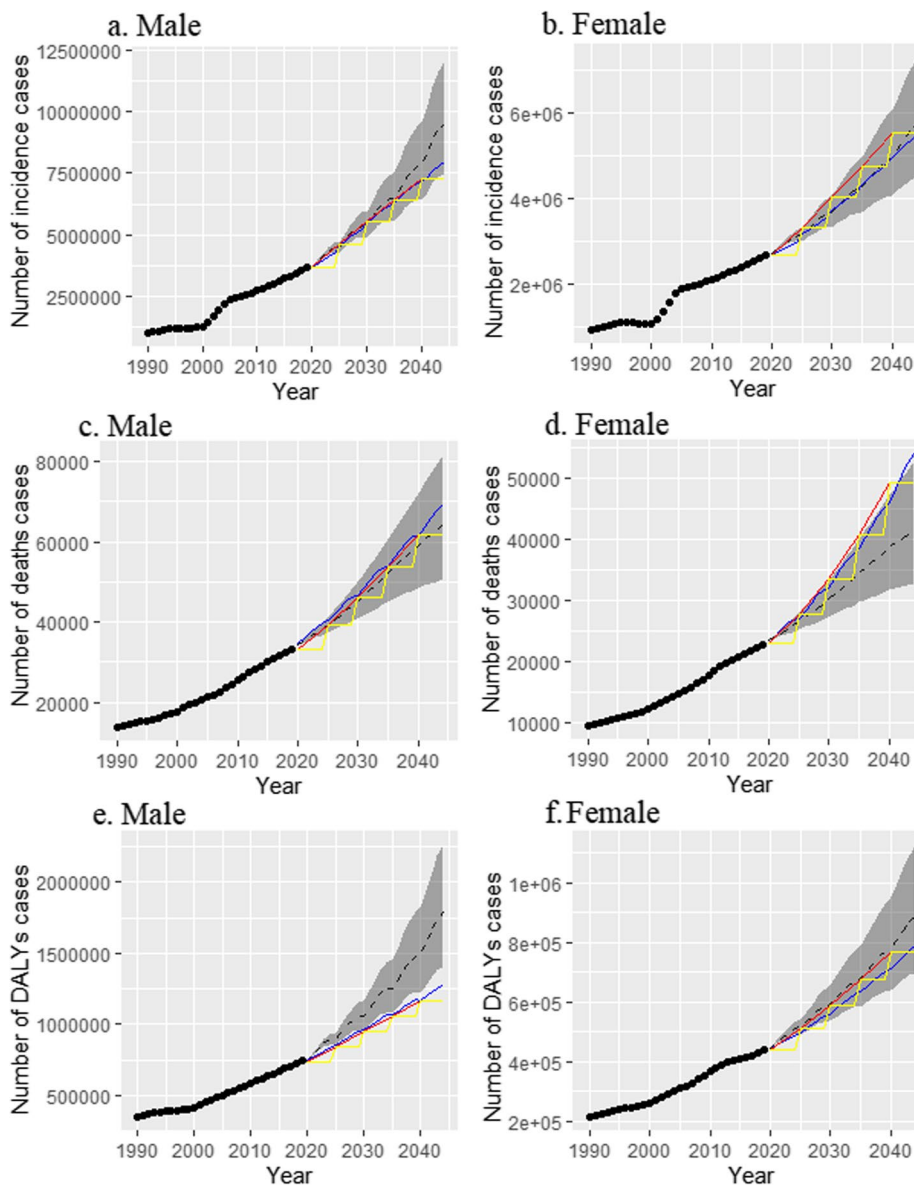 a. Male
Number of incidence cases
12500000
10000000
7500000
5000000
2500000
1990 2000 2010 2020 2030 2040
Year
b. Female
Number of incidence cases
6e+06
4e+06
2e+06
1990 2000 2010 2020 2030 2040
Year
c. Male
Number of deaths cases
80000
60000
40000
20000
1990 2000 2010 2020 2030 2040
Year
d. Female
Number of deaths cases
50000
40000
30000
20000
10000
1990 2000 2010 2020 2030 2040
Year
e. Male
Number of DALYs cases
2000000
1500000
1000000
500000
1990 2000 2010 2020 2030 2040
Year
f. Female
Number of DALYs cases
1e+06
8e+05
6e+05
4e+05
2e+05
1990 2000 2010 2020 2030 2040
Year